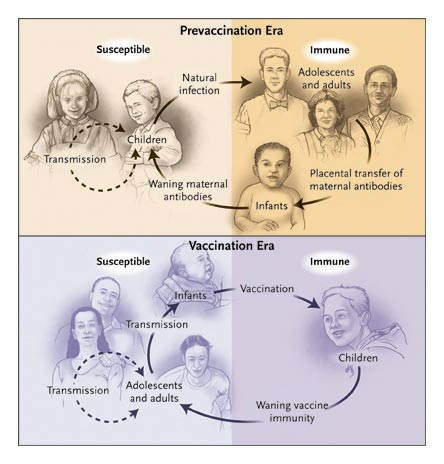 Prevaccination Era
Susceptible
Immune
Natural
infection
Adolescents
and adults
Children
Transmission
Waning maternal
antibodies
Placental transfer of
maternal antibodies
Infants
Vaccination Era
Susceptible
Immune
Infants
Vaccination
Transmission
Children
Transmission
Adolescents
and adults
Waning vaccine
immunity